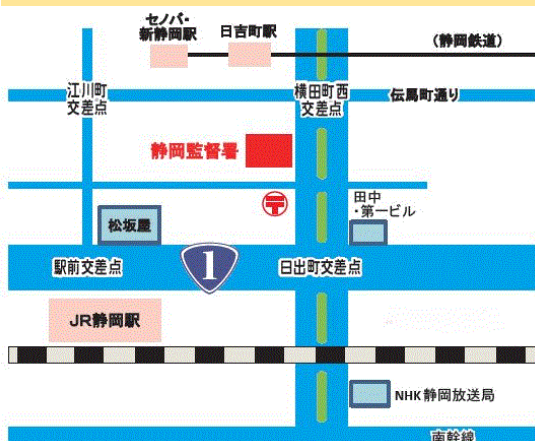 セノバ・
新静岡駅
日吉町駅
(静岡鉄道)
江川町
交差点
横田町西
交差点
伝馬町通り
静岡監督署
〒
田中
・第一ビル
松坂屋
駅前交差点
1
日出町交差点
JR静岡駅
NHK 静岡放送局
南幹線